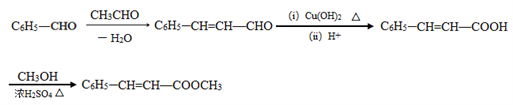 C₆H₅—CHO CH₃CHO − H₂O C₆H₅—CH=CH—CHO (i) Cu(OH)₂ △ (ii) H⁺ C₆H₅—CH=CH—COOH
CH₃OH 浓H₂SO₄ △ C₆H₅—CH=CH—COOCH₃